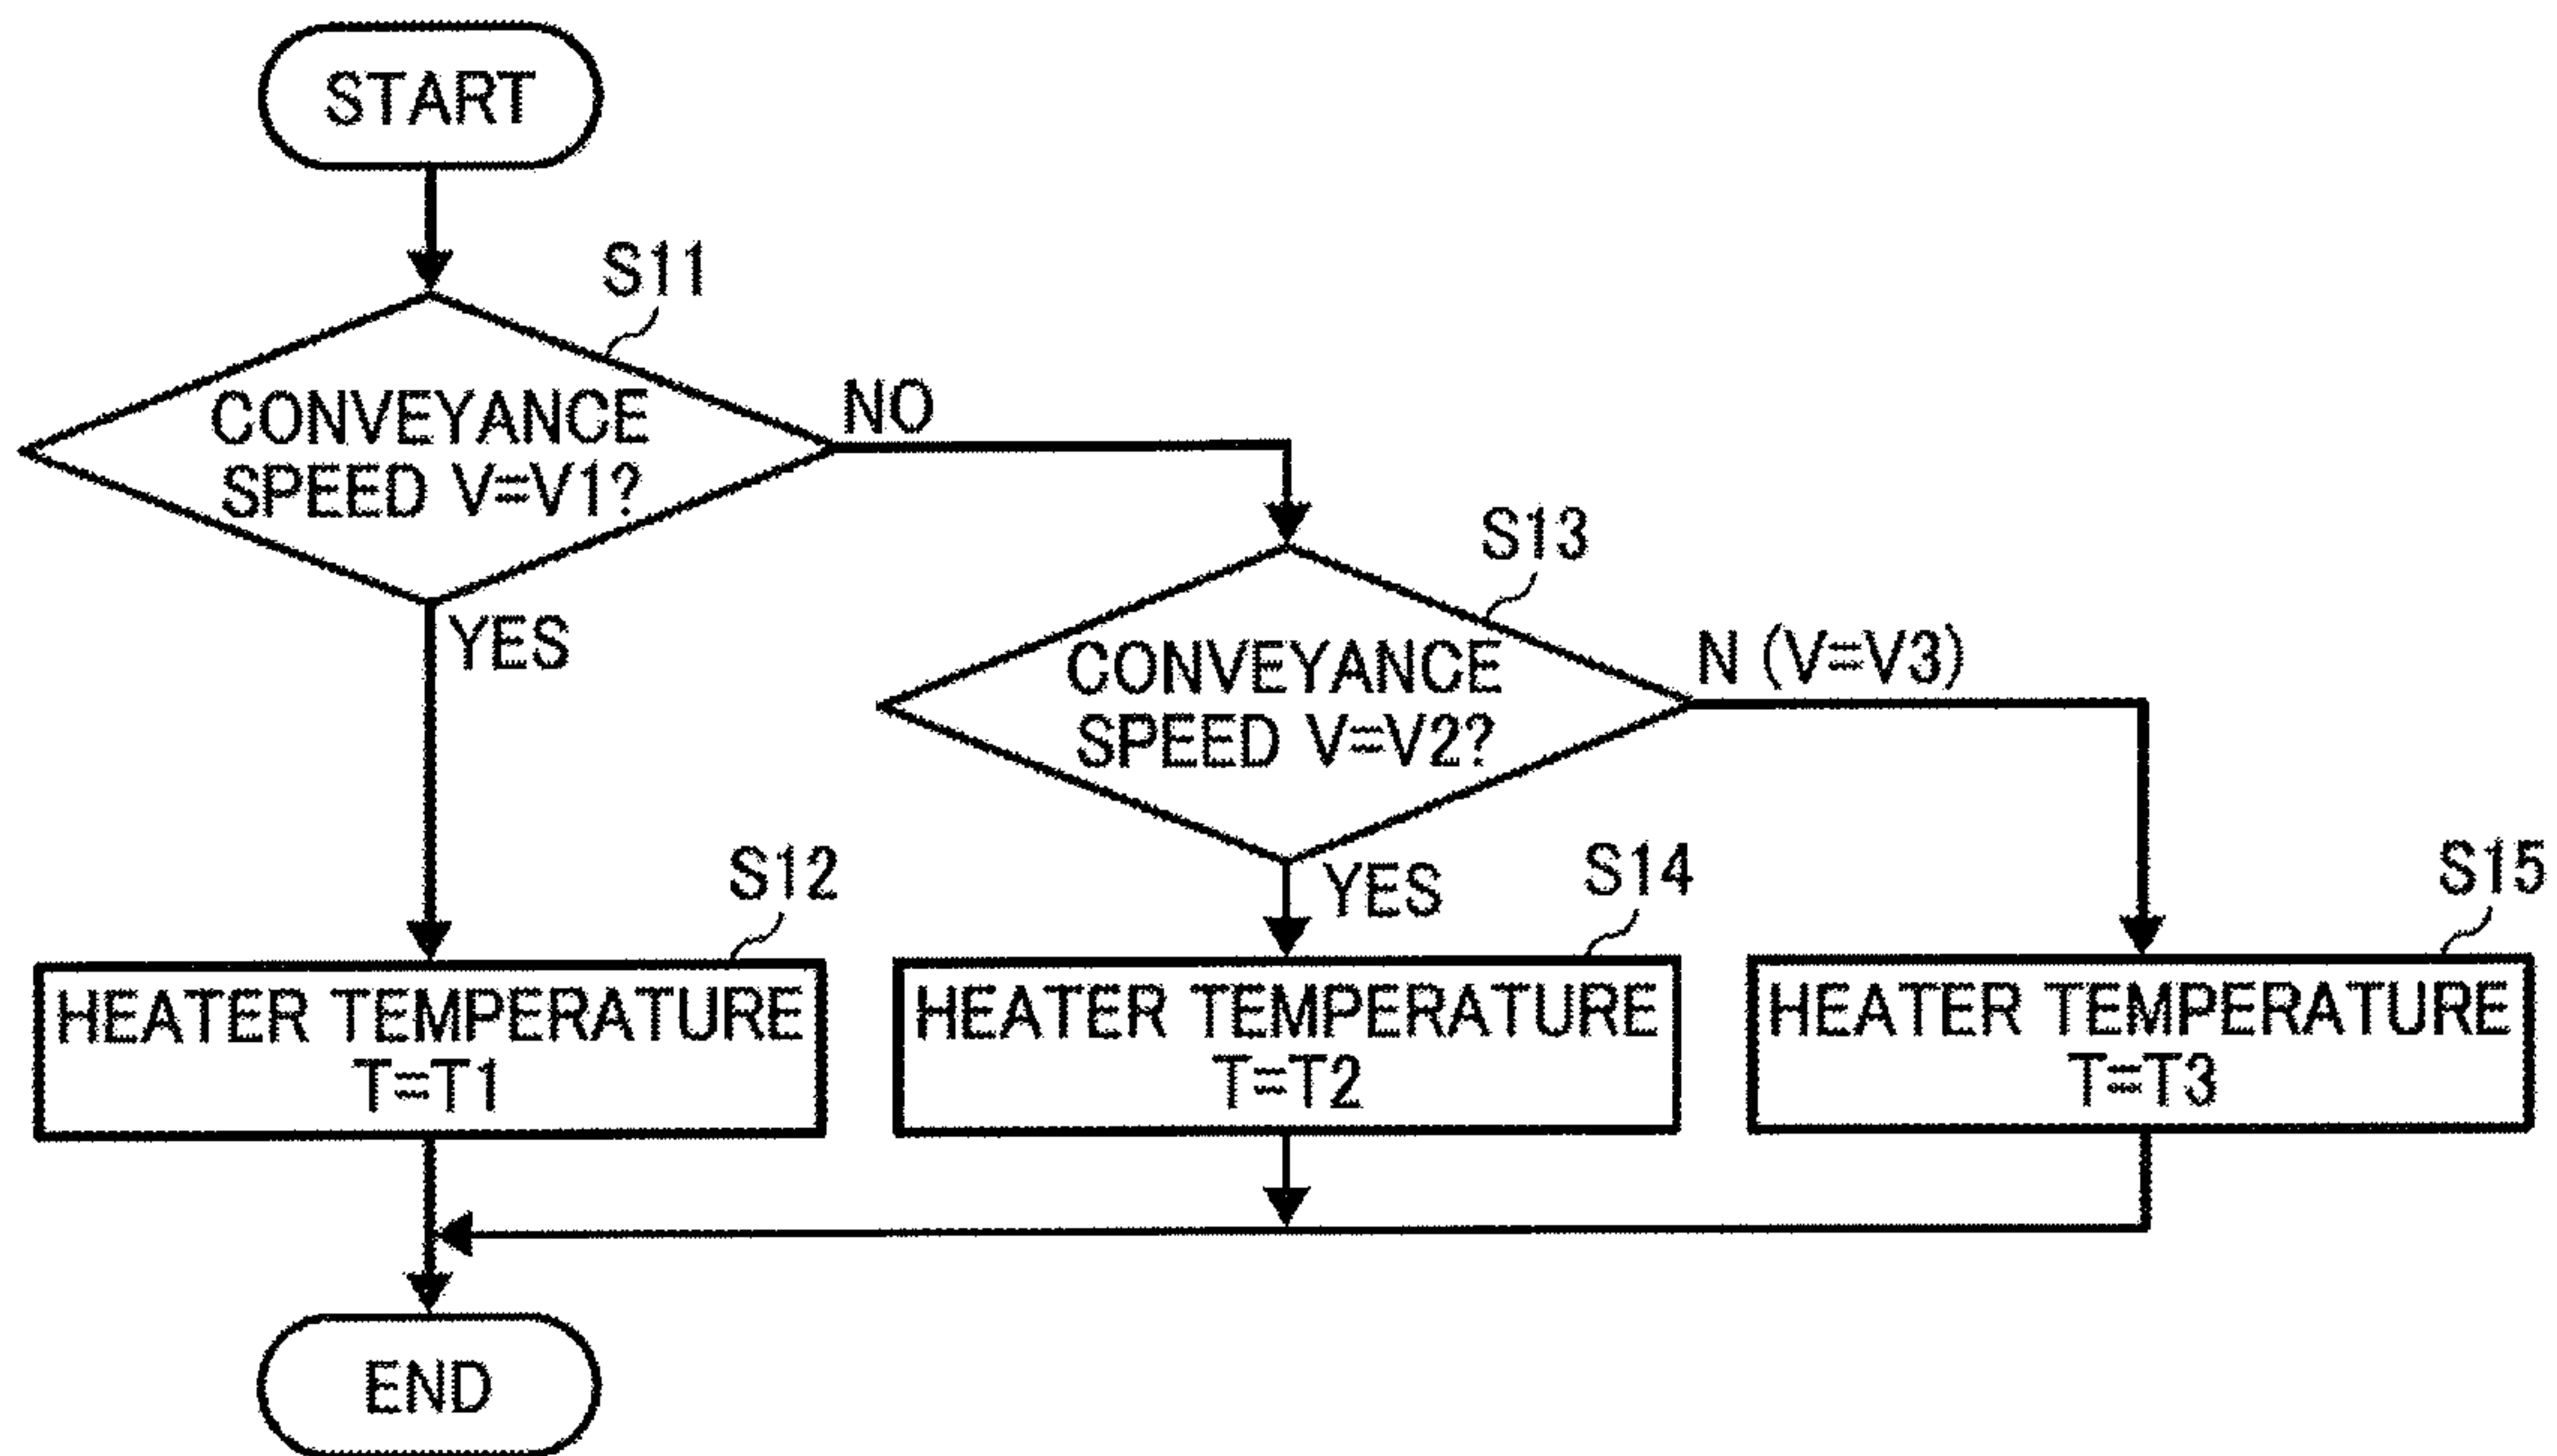 START
S11
CONVEYANCE
SPEED V=V1?
NO
YES
S13
CONVEYANCE
SPEED V=V2?
N (V=V3)
YES
S12
HEATER TEMPERATURE
T=T1
S14
HEATER TEMPERATURE
T=T2
S15
HEATER TEMPERATURE
T=T3
END